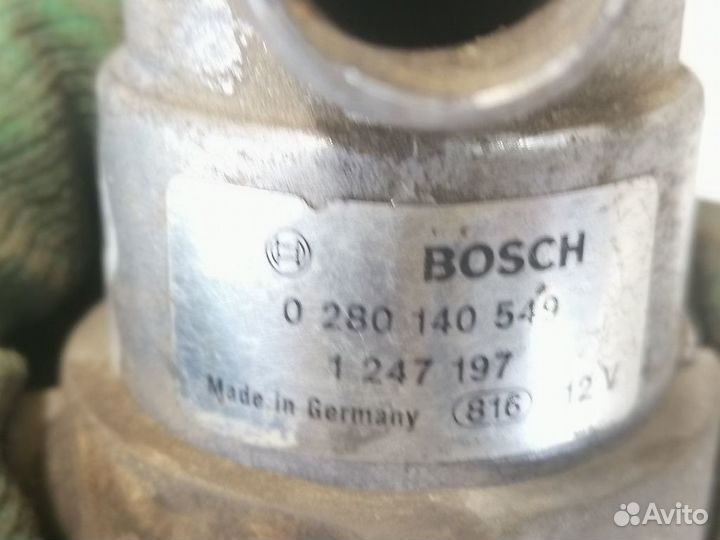 BOSCH
0 280 140 549
1 247 197
Made in Germany 816 12 V
Avito